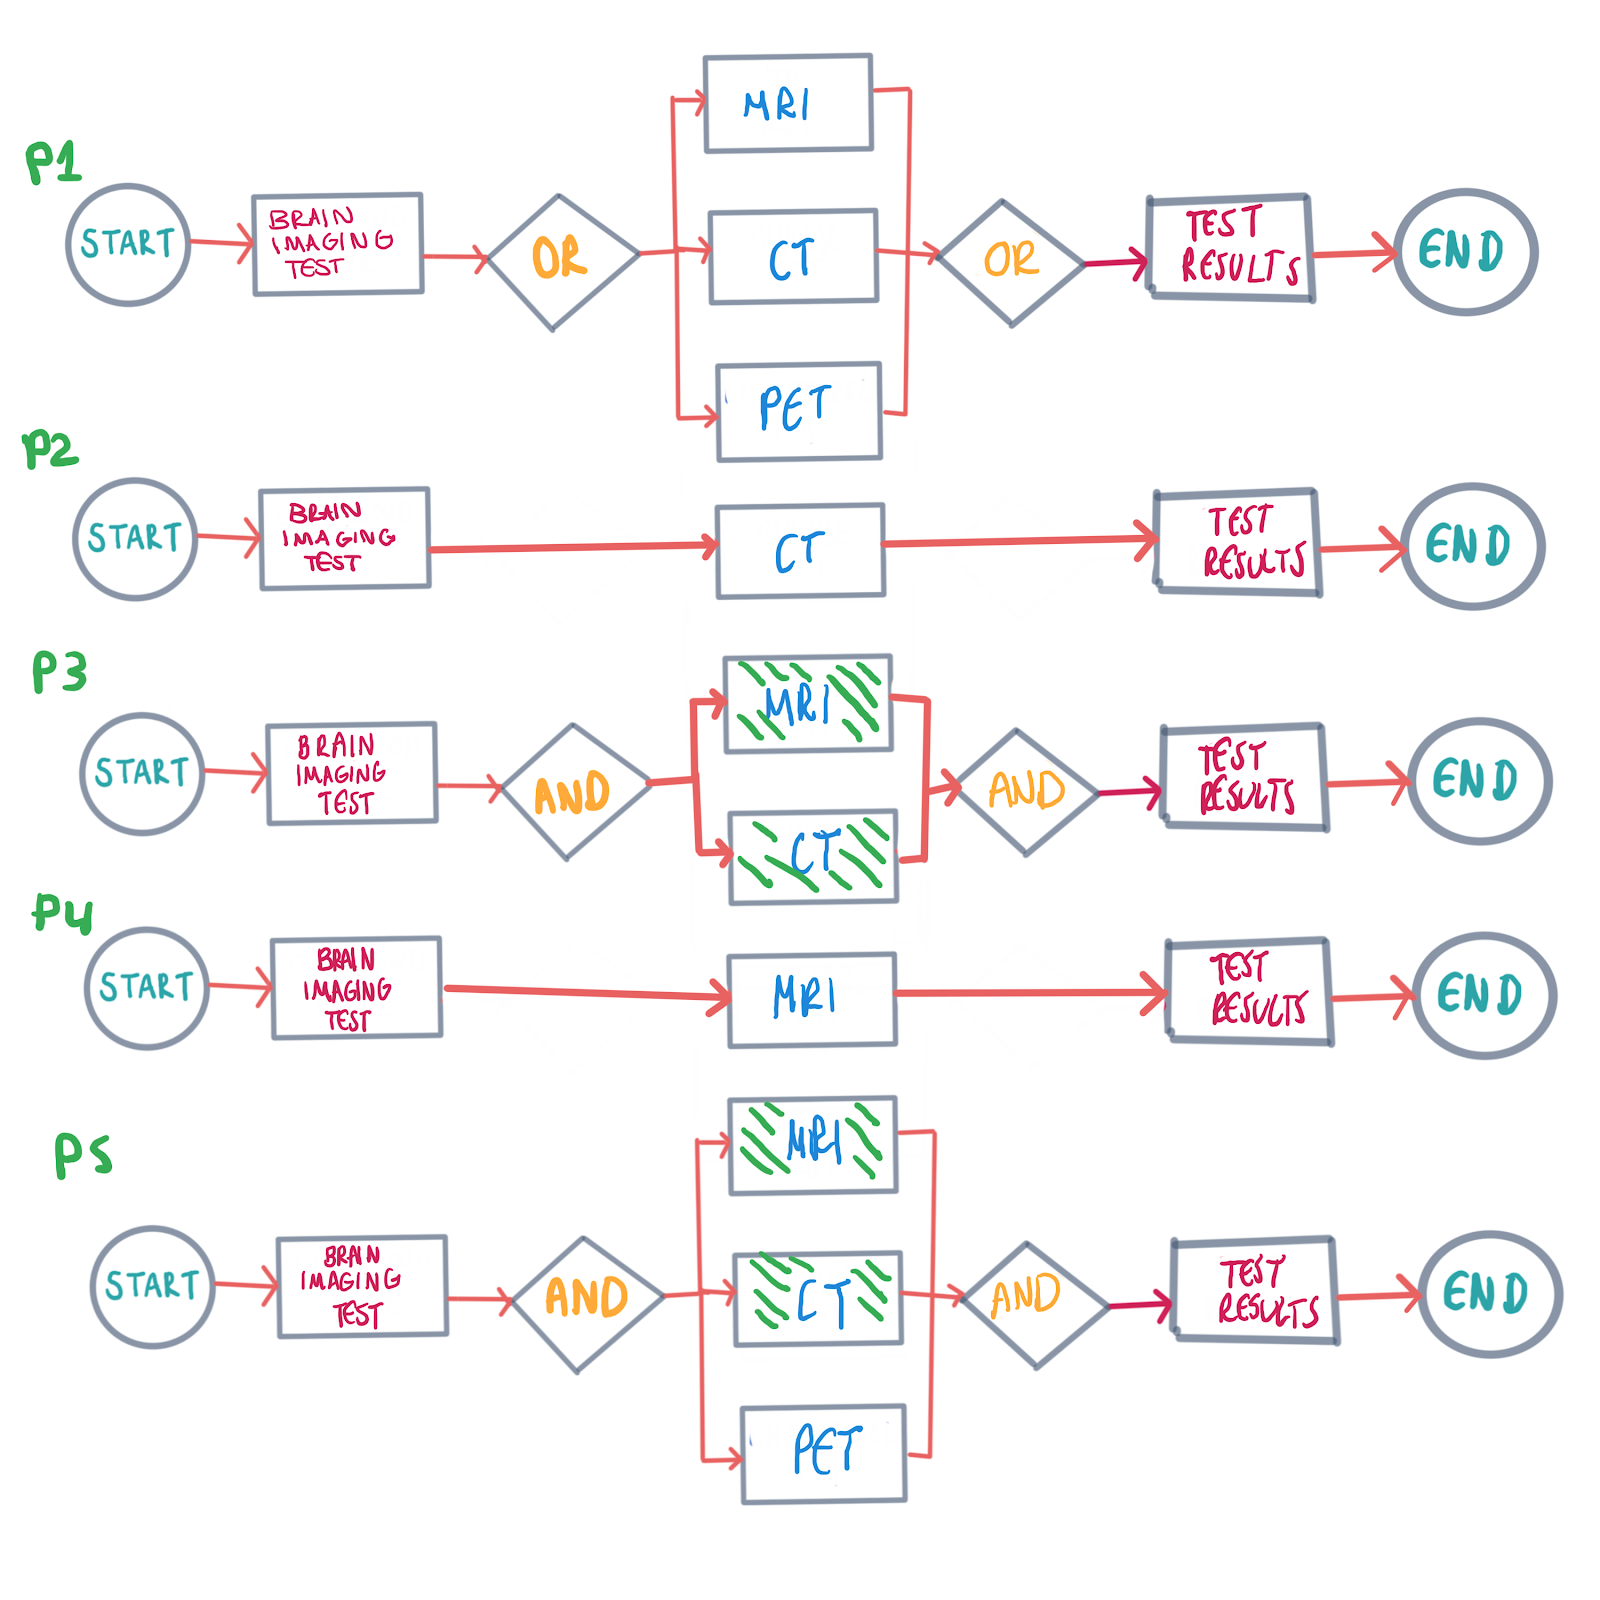 P1
START
BRAIN
IMAGING
TEST
OR
MRI
CT
PET
OR
TEST
RESULTS
END
P2
START
BRAIN
IMAGING
TEST
CT
TEST
RESULTS
END
P3
START
BRAIN
IMAGING
TEST
AND
MRI
CT
AND
TEST
RESULTS
END
P4
START
BRAIN
IMAGING
TEST
MRI
TEST
RESULTS
END
P5
START
BRAIN
IMAGING
TEST
AND
MRI
CT
PET
AND
TEST
RESULTS
END